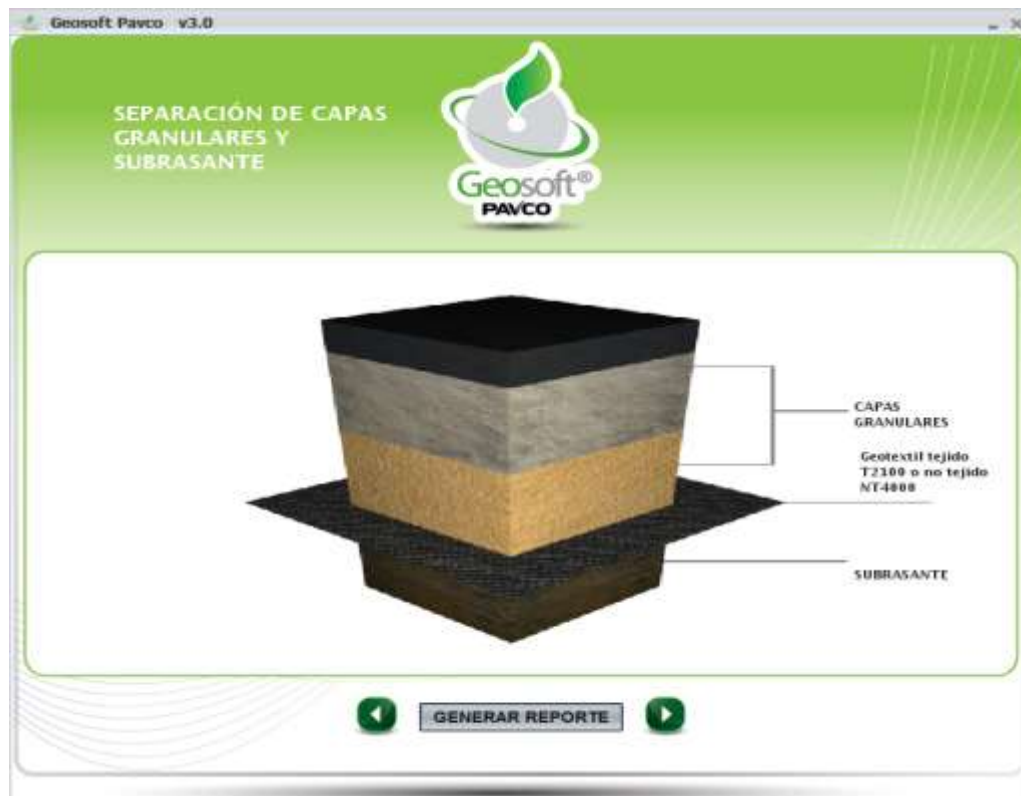 Geosoft Pavco v3.0
SEPARACIÓN DE CAPAS
GRANULARES Y
SUBRASANTE
Geosoft®
PAVCO
CAPAS
GRANULARES
Geotextil tejido
T2100 o no tejido
NT4000
SUBRASANTE
GENERAR REPORTE